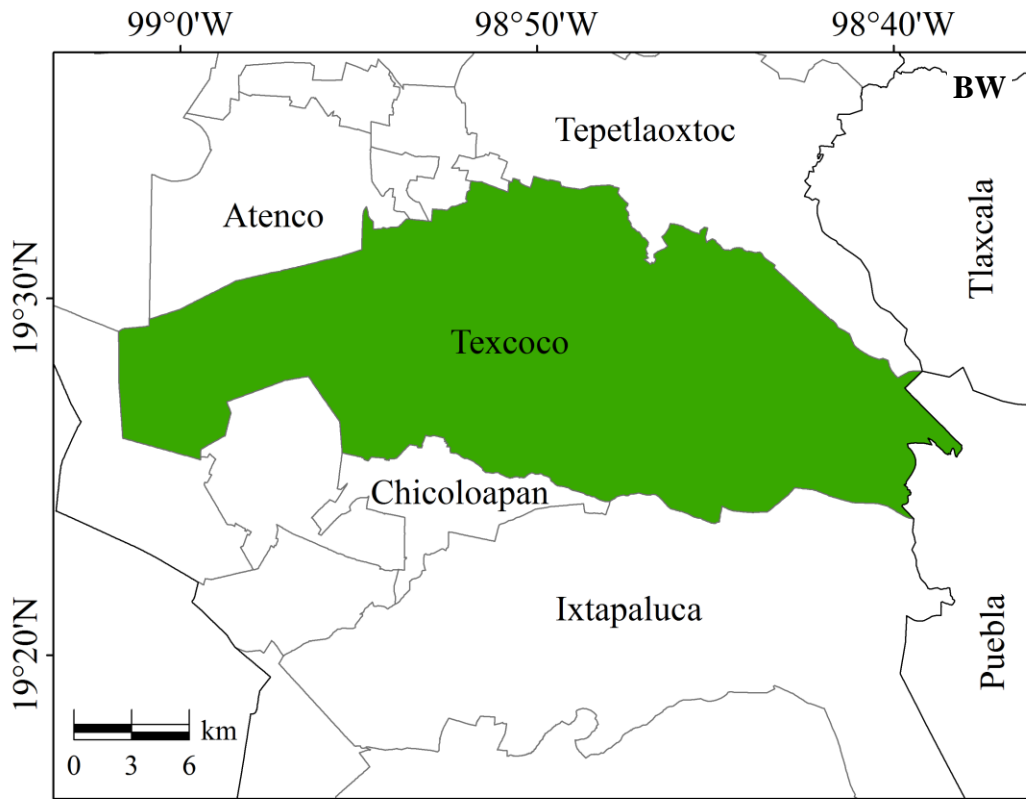 99°0'W
98°50'W
98°40'W
BW
Tepetlaoxtoc
Atenco
Tlaxcala
19°30'N
Texcoco
Chicoloapan
Ixtapaluca
19°20'N
Puebla
km
0 3 6